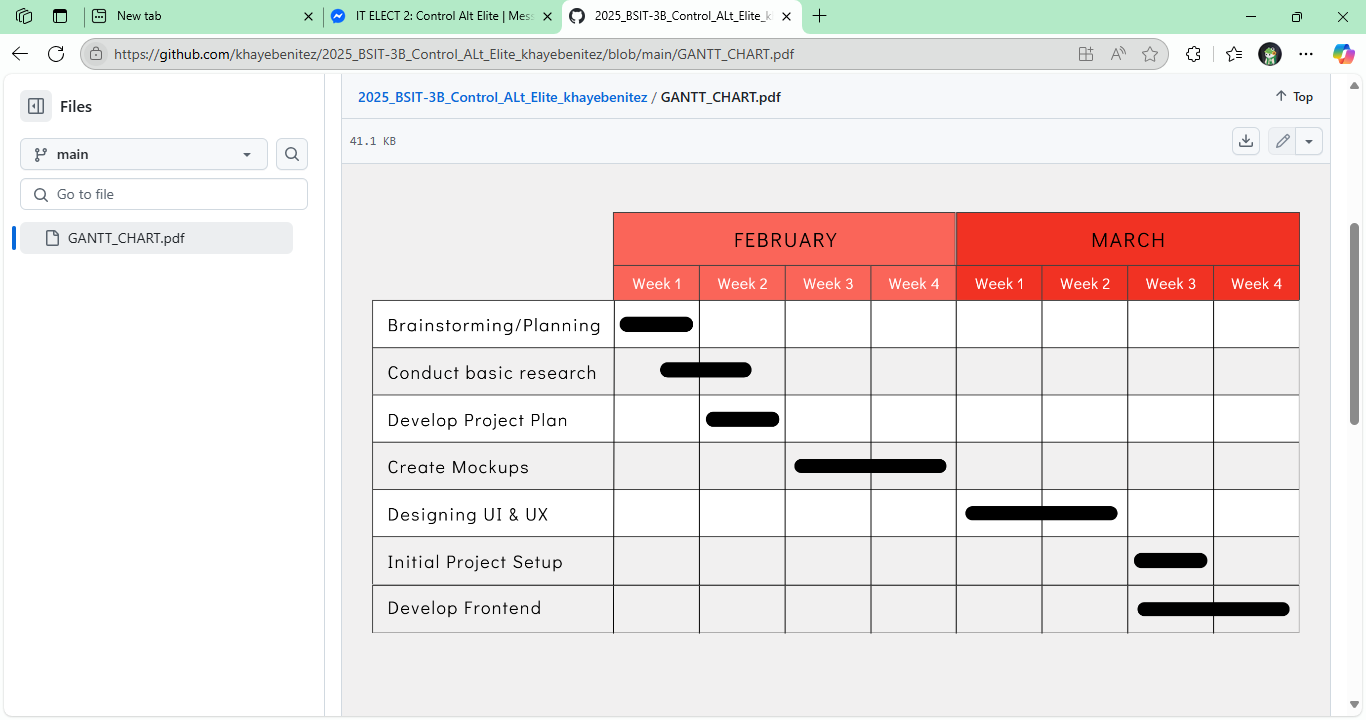 New tab
IT ELECT 2: Control Alt Elite | Mess
2025_BSIT-3B_Control_ALt_Elite_k
https://github.com/khayebenitez/2025_BSIT-3B_Control_ALt_Elite_khayebenitez/blob/main/GANTT_CHART.pdf
Files
2025_BSIT-3B_Control_ALt_Elite_khayebenitez / GANTT_CHART.pdf
Top
main
41.1 KB
Go to file
GANTT_CHART.pdf
FEBRUARY MARCH
Week 1 Week 2 Week 3 Week 4 Week 1 Week 2 Week 3 Week 4
Brainstorming/Planning
Conduct basic research
Develop Project Plan
Create Mockups
Designing UI & UX
Initial Project Setup
Develop Frontend